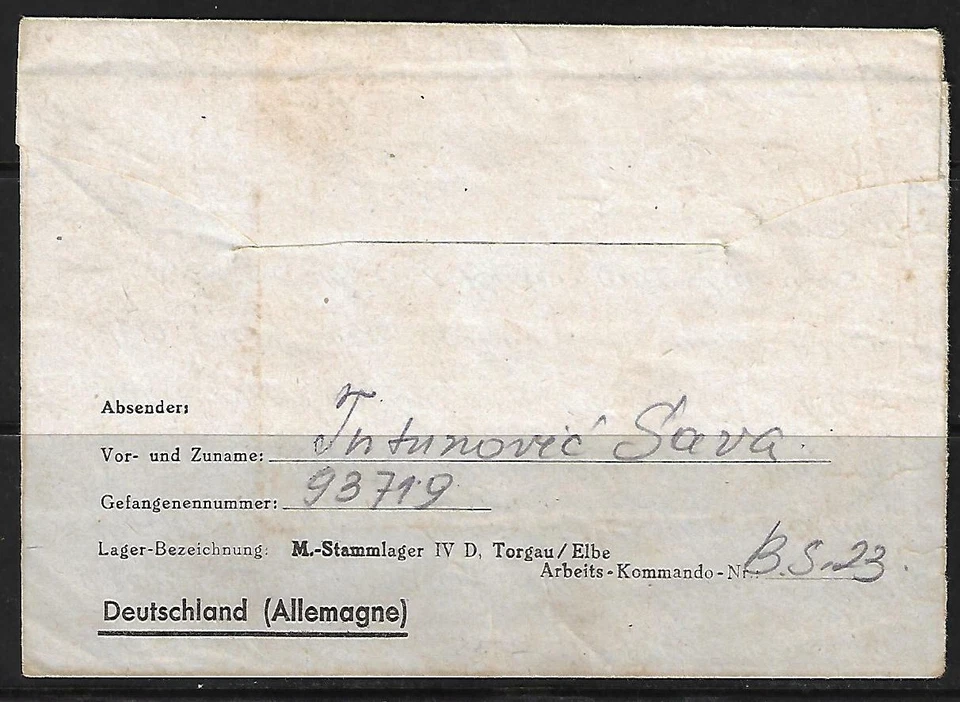 Absender:
Vor- und Zuname: Tutunović Sava.
Gefangenennummer: 93719
Lager-Bezeichnung: M.-Stammlager IV D, Torgau/Elbe
Arbeits-Kommando-Nr.: B.S. 23.
Deutschland (Allemagne)